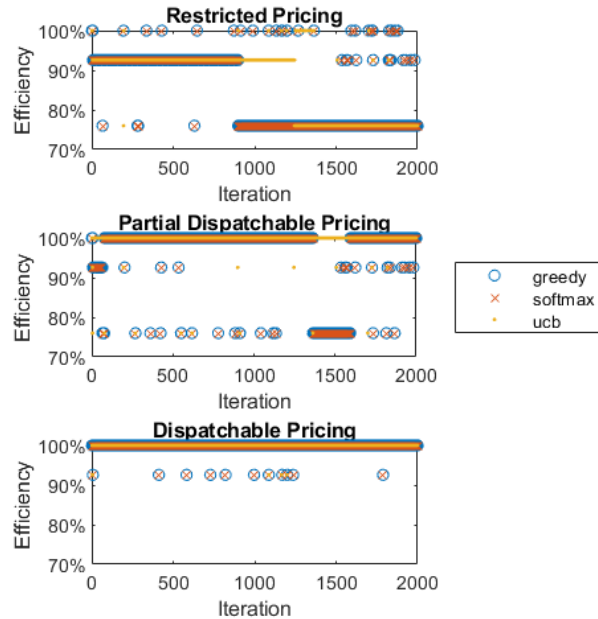 Restricted Pricing
100%
90%
80%
70%
Efficiency
0 500 1000 1500 2000
Iteration
Partial Dispatchable Pricing
100%
90%
80%
70%
Efficiency
0 500 1000 1500 2000
Iteration
greedy
softmax
ucb
Dispatchable Pricing
100%
90%
80%
70%
Efficiency
0 500 1000 1500 2000
Iteration